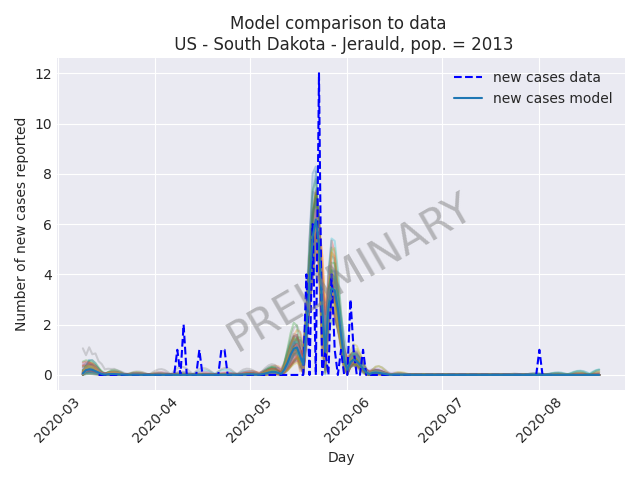 Model comparison to data
US - South Dakota - Jerauld, pop. = 2013
new cases data
new cases model
PRELIMINARY
Number of new cases reported
12
10
8
6
4
2
0
2020-03
2020-04
2020-05
2020-06
2020-07
2020-08
Day